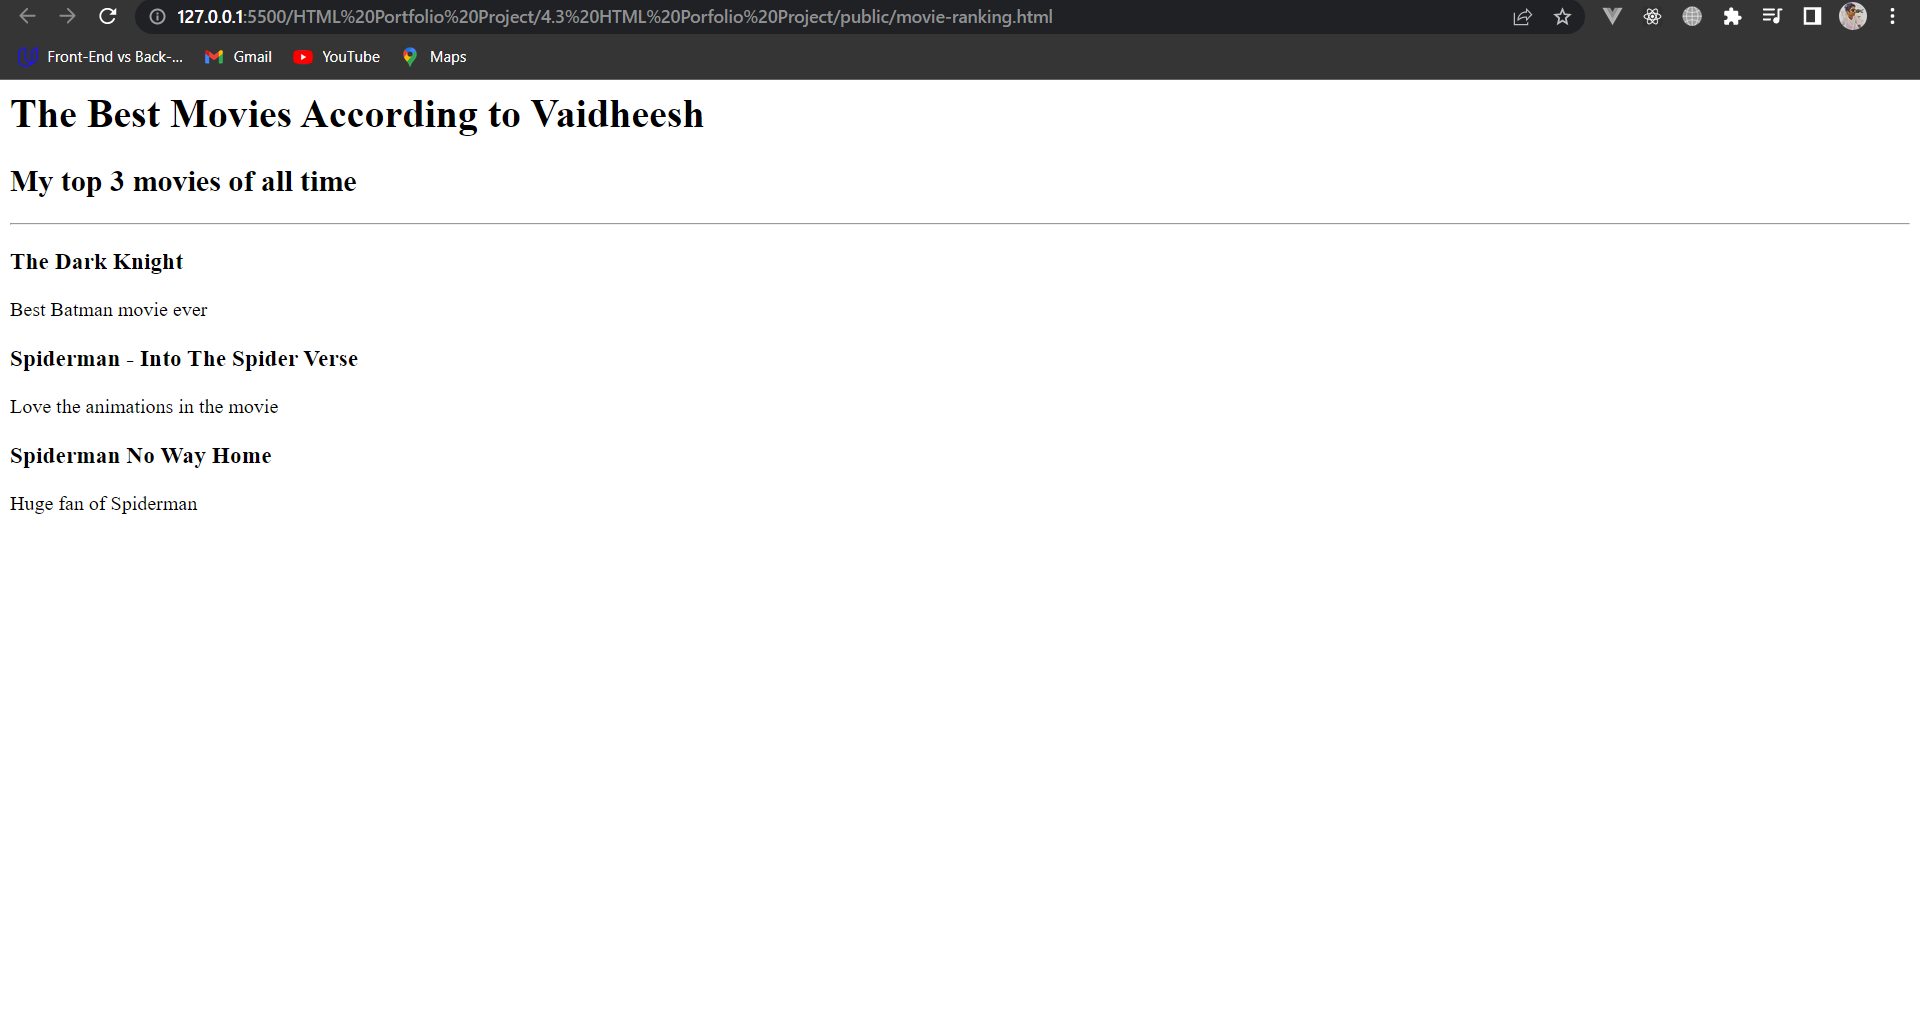 127.0.0.1:5500/HTML%20Portfolio%20Project/4.3%20HTML%20Porfolio%20Project/public/movie-ranking.html
Front-End vs Back-... Gmail YouTube Maps
The Best Movies According to Vaidheesh
My top 3 movies of all time
The Dark Knight
Best Batman movie ever
Spiderman - Into The Spider Verse
Love the animations in the movie
Spiderman No Way Home
Huge fan of Spiderman